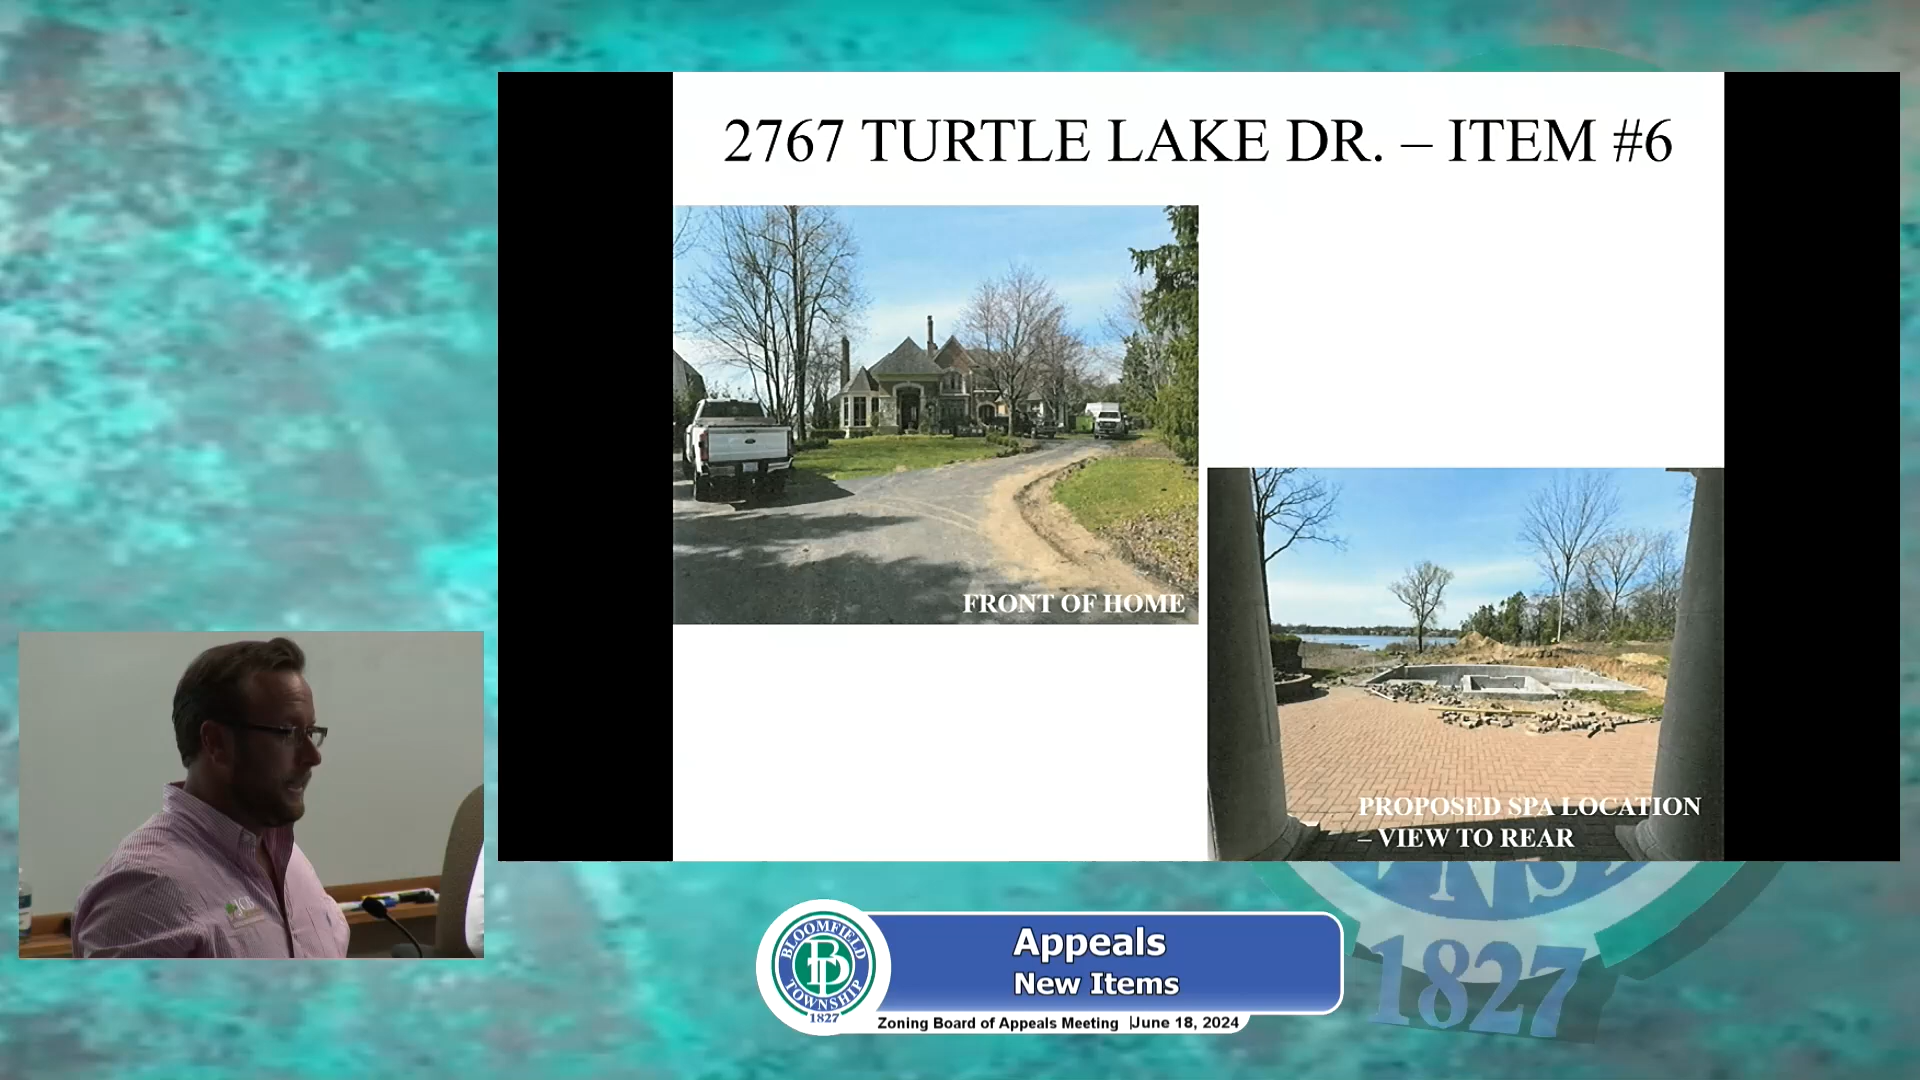 2767 TURTLE LAKE DR. – ITEM #6
FRONT OF HOME
PROPOSED SPA LOCATION
– VIEW TO REAR
1827
BLOOMFIELD
BT
TOWNSHIP
1827
Appeals
New Items
Zoning Board of Appeals Meeting |June 18, 2024